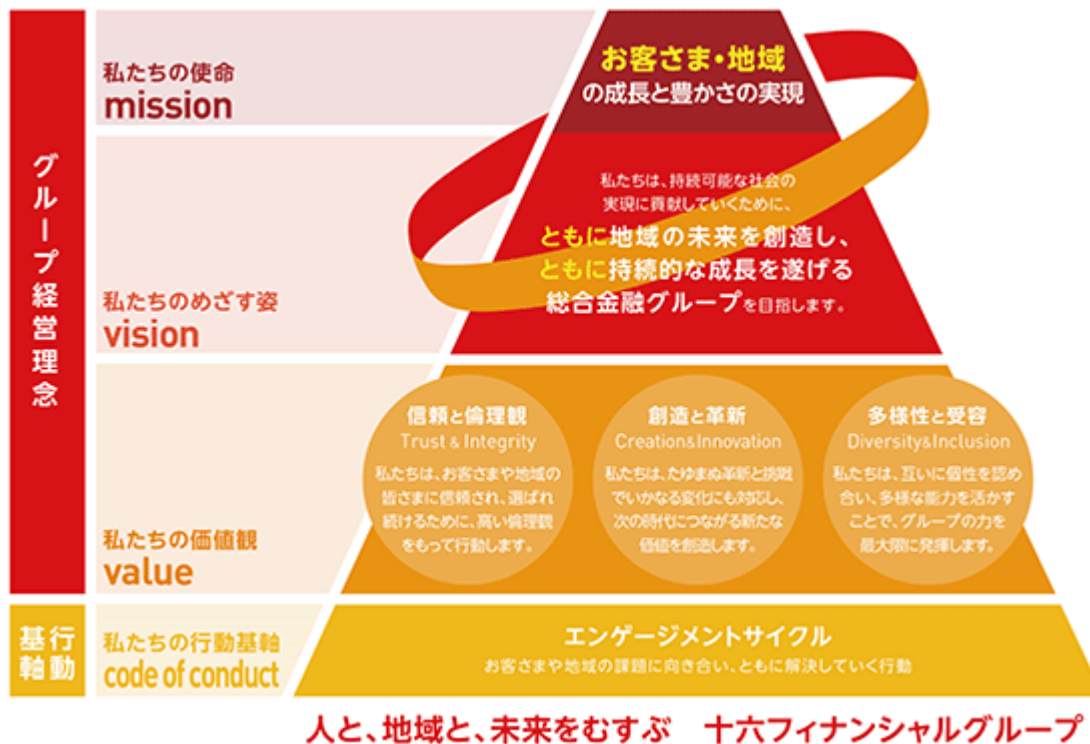 グループ経営理念
私たちの使命
mission
お客さま・地域
の成長と豊かさの実現
私たちのめざす姿
vision
私たちは、持続可能な社会の
実現に貢献していくために、
ともに地域の未来を創造し、
ともに持続的な成長を遂げる
総合金融グループを目指します。
私たちの価値観
value
信頼と倫理観
Trust & Integrity
私たちは、お客さまや地域の
皆さまに信頼され、選ばれ
続けるために、高い倫理観
をもって行動します。
創造と革新
Creation&Innovation
私たちは、たゆまぬ革新と挑戦
でいかなる変化にも対応し、
次の時代につながる新たな
価値を創造します。
多様性と受容
Diversity&Inclusion
私たちは、互いに個性を認め
合い、多様な能力を活かす
ことで、グループの力を
最大限に発揮します。
行動
基軸
私たちの行動基軸
code of conduct
エンゲージメントサイクル
お客さまや地域の課題に向き合い、ともに解決していく行動
人と、地域と、未来をむすぶ 十六フィナンシャルグループ